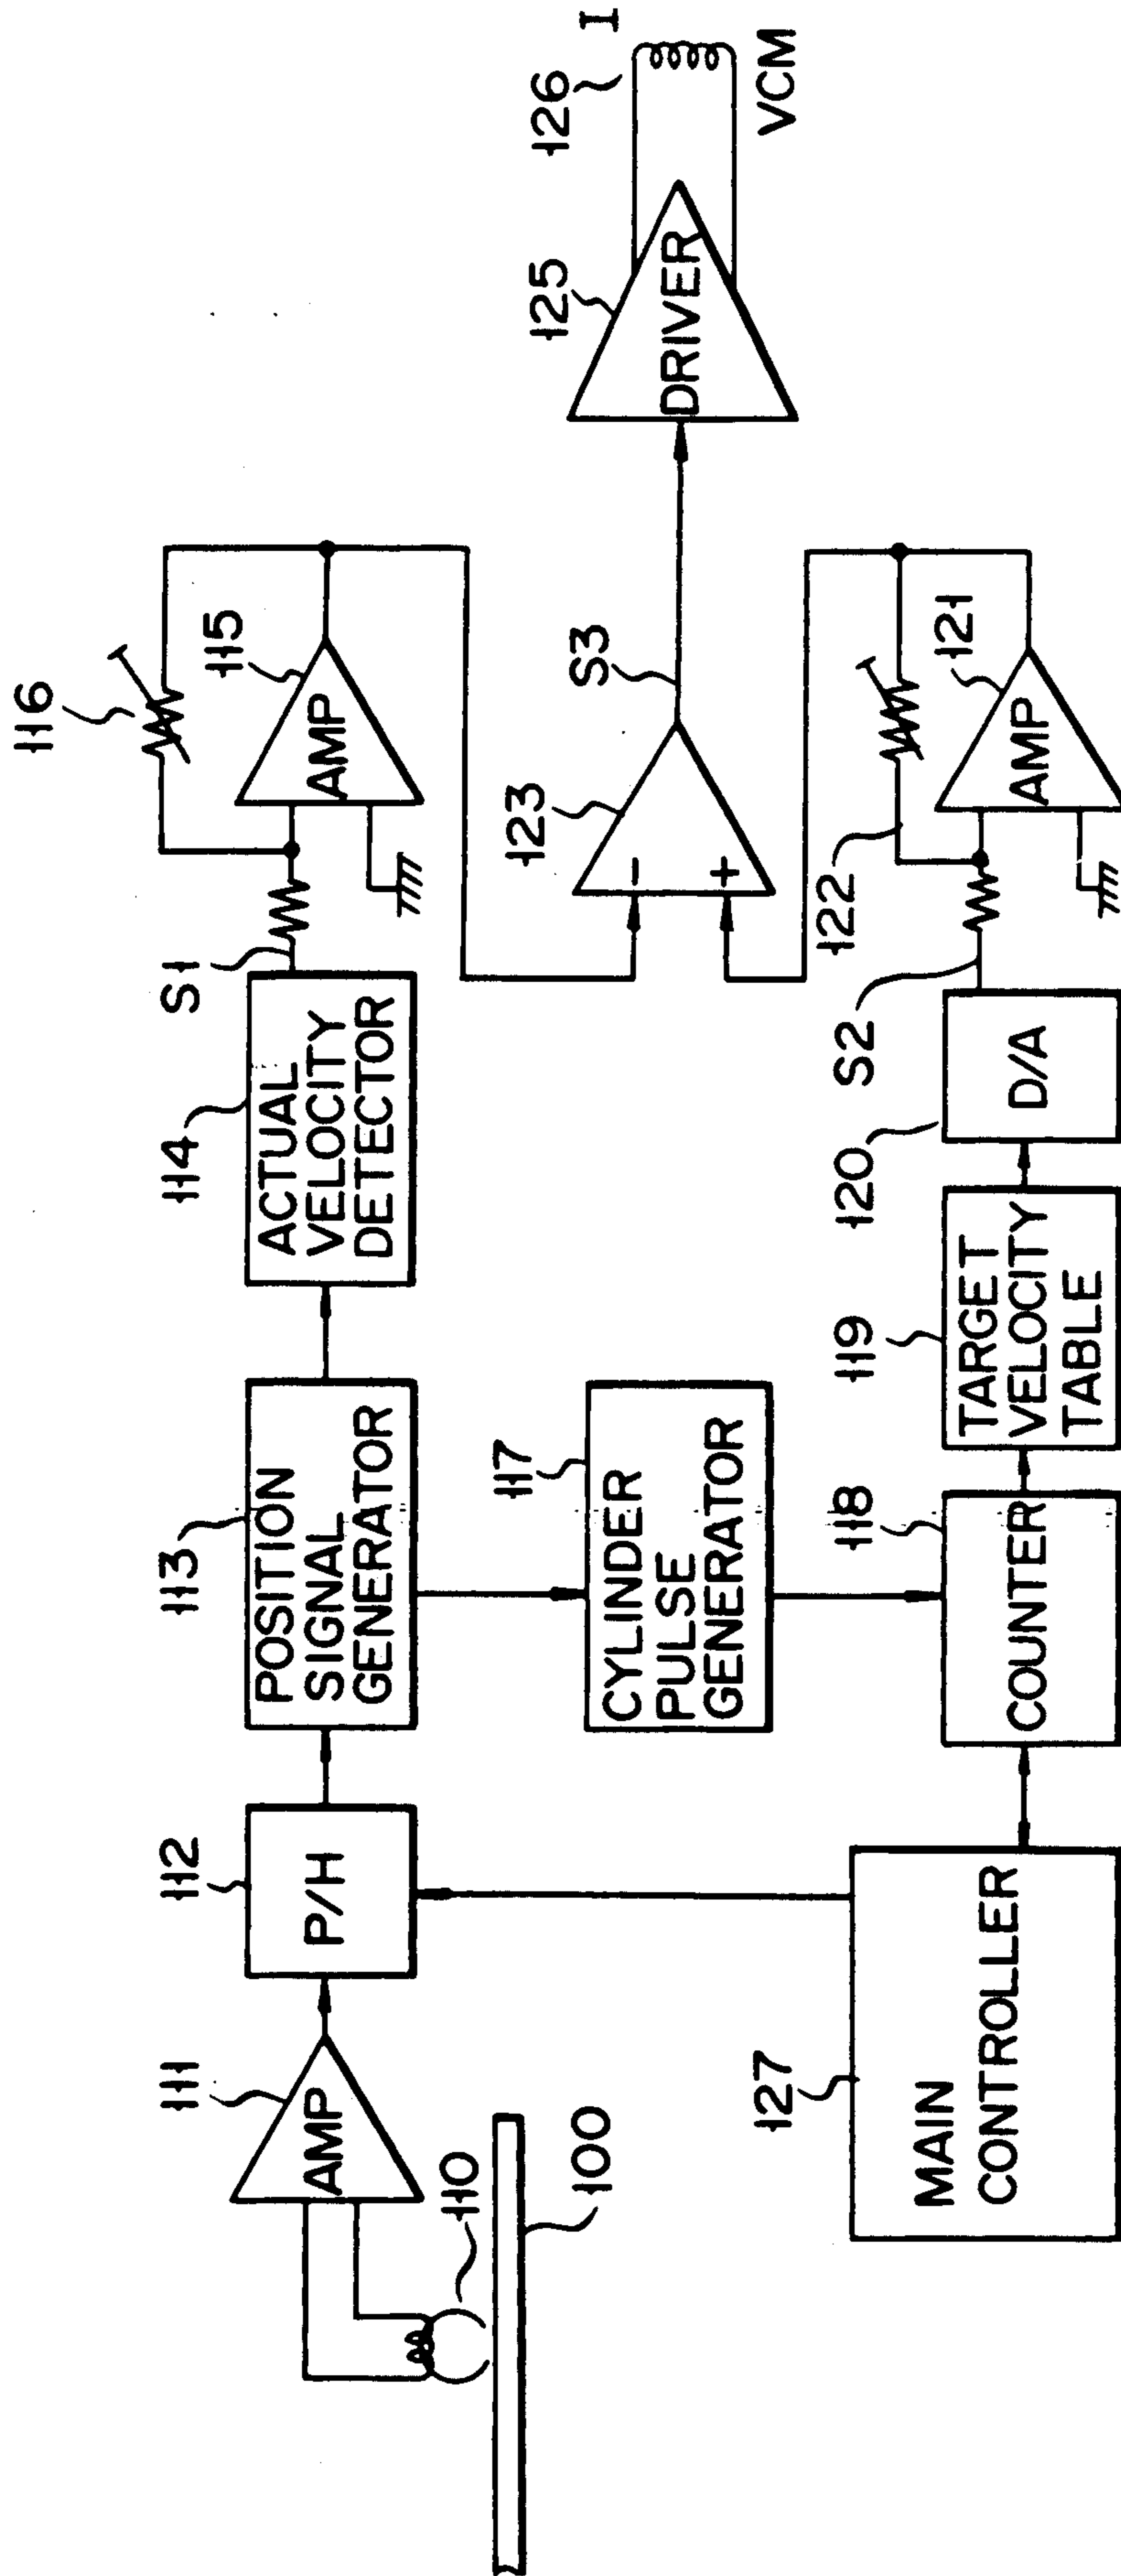 116
115
AMP
S1
114
ACTUAL
VELOCITY
DETECTOR
113
POSITION
SIGNAL
GENERATOR
112
P/H
111
AMP
110
100
I
126
VCM
125
DRIVER
S3
123
-
+
117
CYLINDER
PULSE
GENERATOR
121
AMP
122
S2
120
D/A
119
TARGET
VELOCITY
TABLE
118
COUNTER
127
MAIN
CONTROLLER